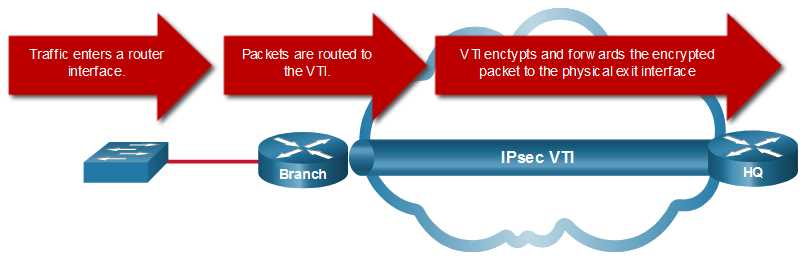 Traffic enters a router
interface.
Packets are routed to
the VTI.
VTI enctypts and forwards the encrypted
packet to the physical exit interface
IPsec VTI
Branch
HQ